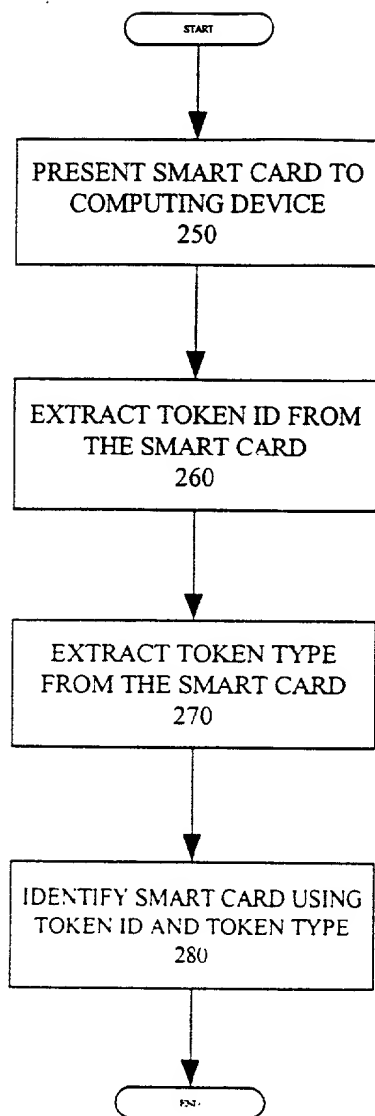 START
PRESENT SMART CARD TO
COMPUTING DEVICE
250
EXTRACT TOKEN ID FROM
THE SMART CARD
260
EXTRACT TOKEN TYPE
FROM THE SMART CARD
270
IDENTIFY SMART CARD USING
TOKEN ID AND TOKEN TYPE
280
END